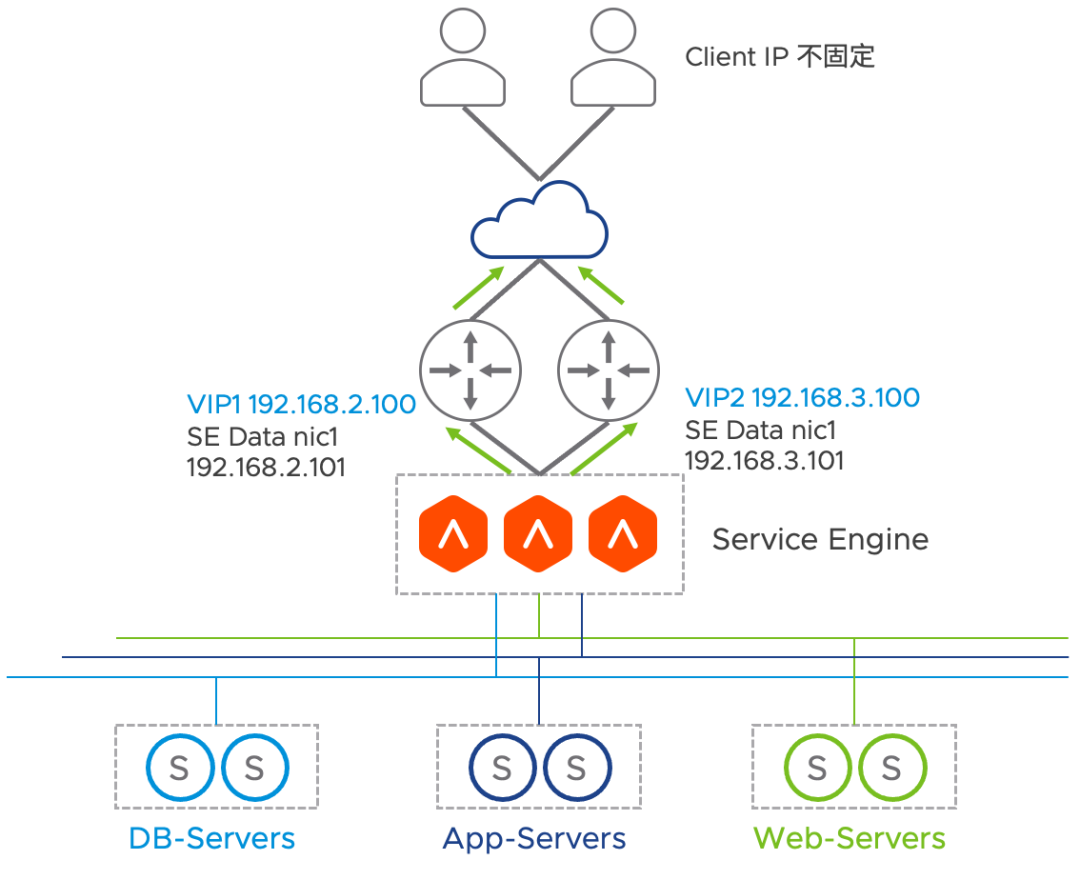 Client IP 不固定
VIP1 192.168.2.100
SE Data nic1
192.168.2.101
VIP2 192.168.3.100
SE Data nic1
192.168.3.101
Service Engine
S S S S S S
DB-Servers App-Servers Web-Servers